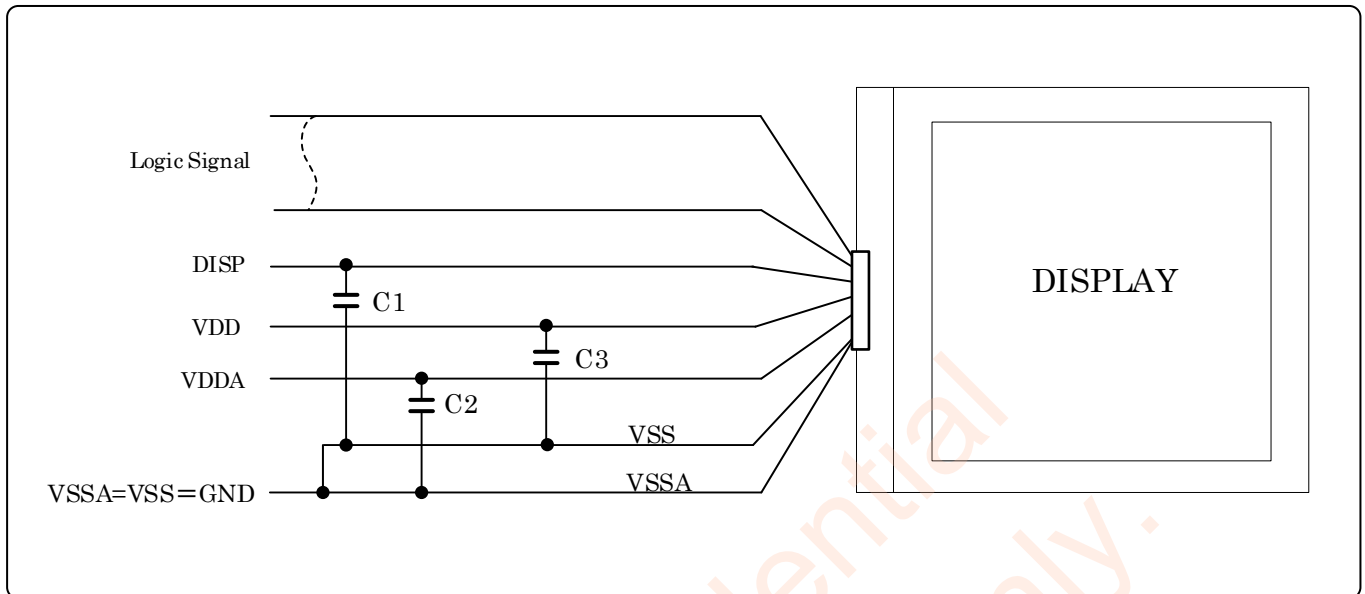 Logic Signal
DISP
C1
VDD
C3
VDDA
C2
VSS
VSSA
VSSA=VSS=GND
DISPLAY